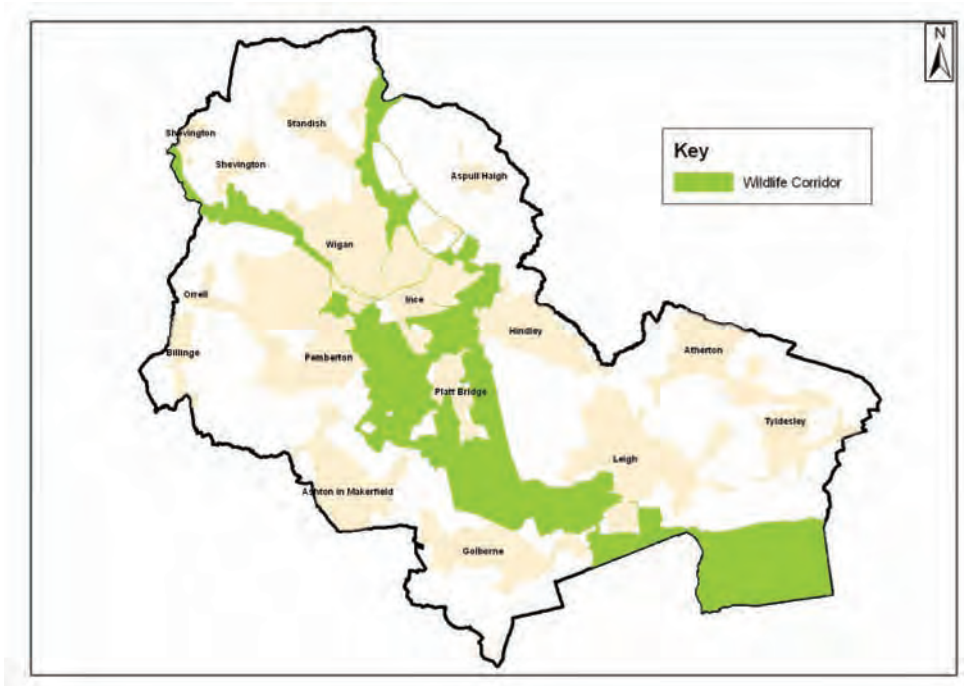 N
Shevington
Standish
Shevington
Aspull Haigh
Key
Wildlife Corridor
Wigan
Orrell
Ince
Hindley
Billinge
Pemberton
Atherton
Platt Bridge
Tyldesley
Leigh
Ashton in Makerfield
Golborne